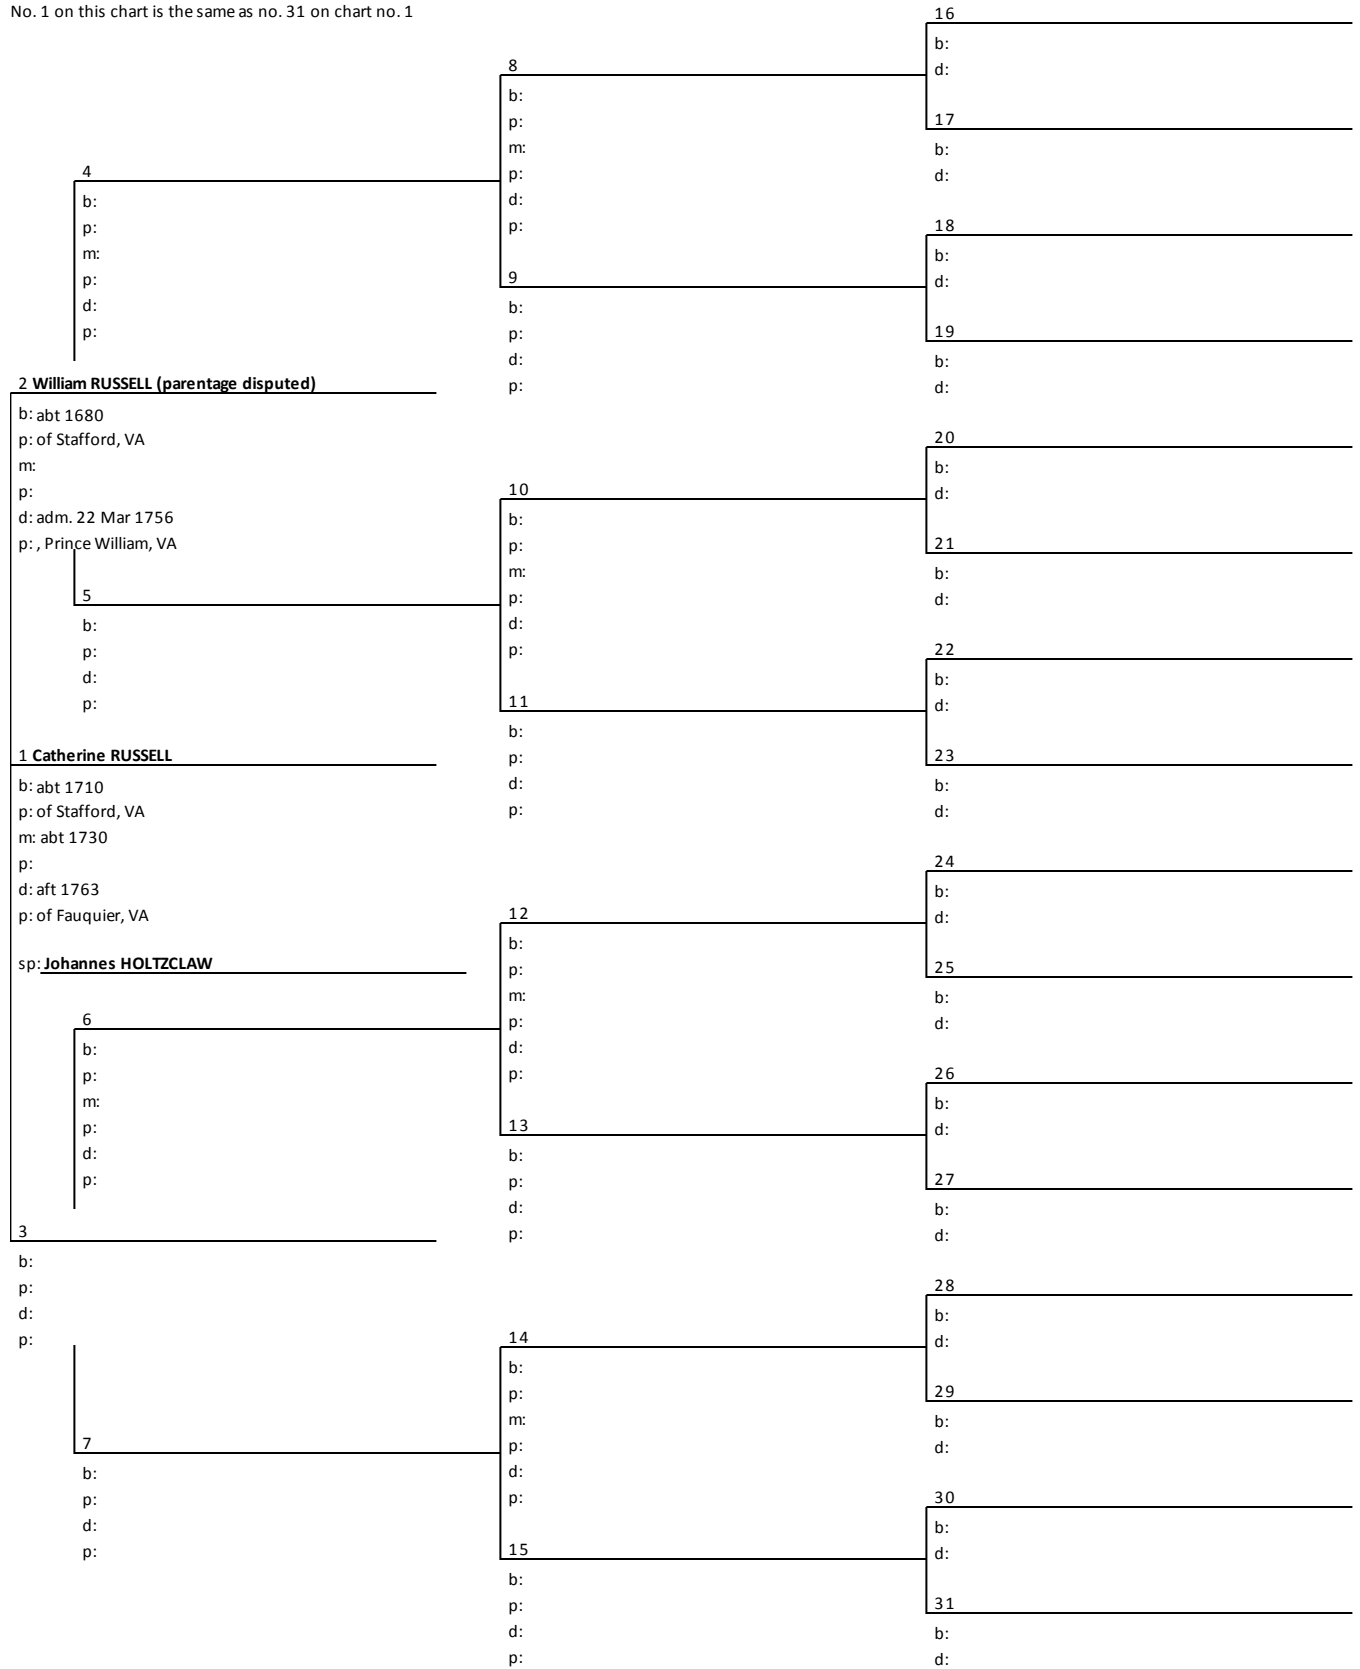 No. 1 on this chart is the same as no. 31 on chart no. 1
4
b:
p:
m:
p:
d:
p:
2 William RUSSELL (parentage disputed)
b: abt 1680
p: of Stafford, VA
m:
p:
d: adm. 22 Mar 1756
p: , Prince William, VA
5
b:
p:
d:
p:
1 Catherine RUSSELL
b: abt 1710
p: of Stafford, VA
m: abt 1730
p:
d: aft 1763
p: of Fauquier, VA
sp: Johannes HOLTZCLAW
6
b:
p:
m:
p:
d:
p:
3
b:
p:
d:
p:
7
b:
p:
d:
p:
8
b:
p:
m:
p:
d:
p:
9
b:
p:
d:
p:
10
b:
p:
m:
p:
d:
p:
11
b:
p:
d:
p:
12
b:
p:
m:
p:
d:
p:
13
b:
p:
d:
p:
14
b:
p:
m:
p:
d:
p:
15
b:
p:
d:
p:
16
b:
d:
17
b:
d:
18
b:
d:
19
b:
d:
20
b:
d:
21
b:
d:
22
b:
d:
23
b:
d:
24
b:
d:
25
b:
d:
26
b:
d:
27
b:
d:
28
b:
d:
29
b:
d:
30
b:
d:
31
b:
d: